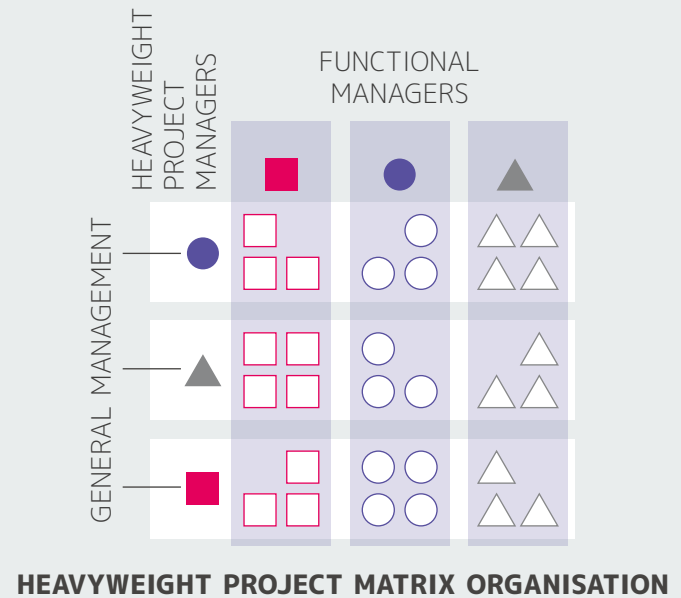 HEAVYWEIGHT
PROJECT
MANAGERS
FUNCTIONAL
MANAGERS
GENERAL MANAGEMENT
HEAVYWEIGHT PROJECT MATRIX ORGANISATION